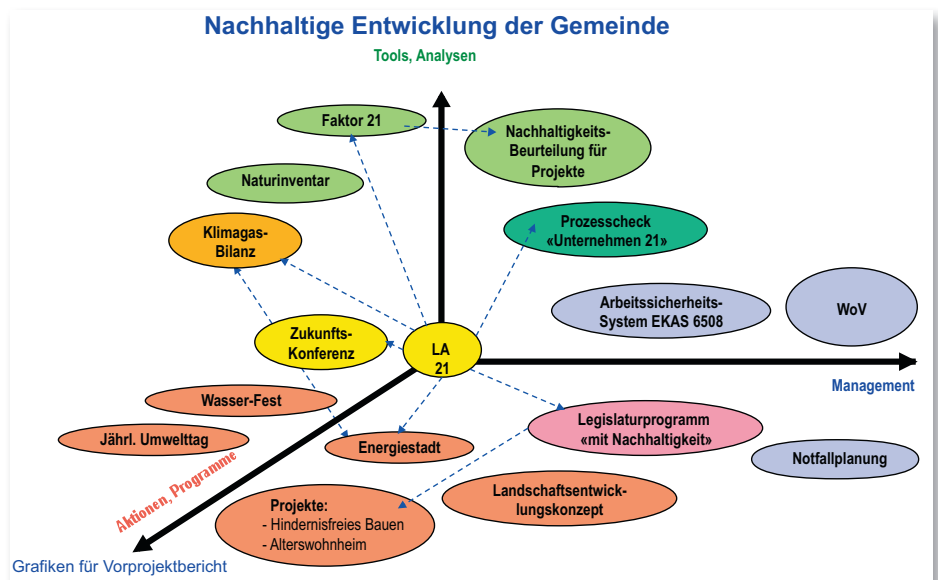 Nachhaltige Entwicklung der Gemeinde
Tools, Analysen
Faktor 21
Nachhaltigkeits-
Beurteilung für
Projekte
Naturinventar
Klimagas-
Bilanz
Prozesscheck
«Unternehmen 21»
Arbeitssicherheits-
System EKAS 6508
WoV
Zukunfts-
Konferenz
LA
21
Management
Wasser-Fest
Jährl. Umwelttag
Energiestadt
Legislaturprogramm
«mit Nachhaltigkeit»
Notfallplanung
Aktionen, Programme
Landschaftsentwick-
lungskonzept
Projekte:
- Hindernisfreies Bauen
- Alterswohnheim
Grafiken für Vorprojektbericht